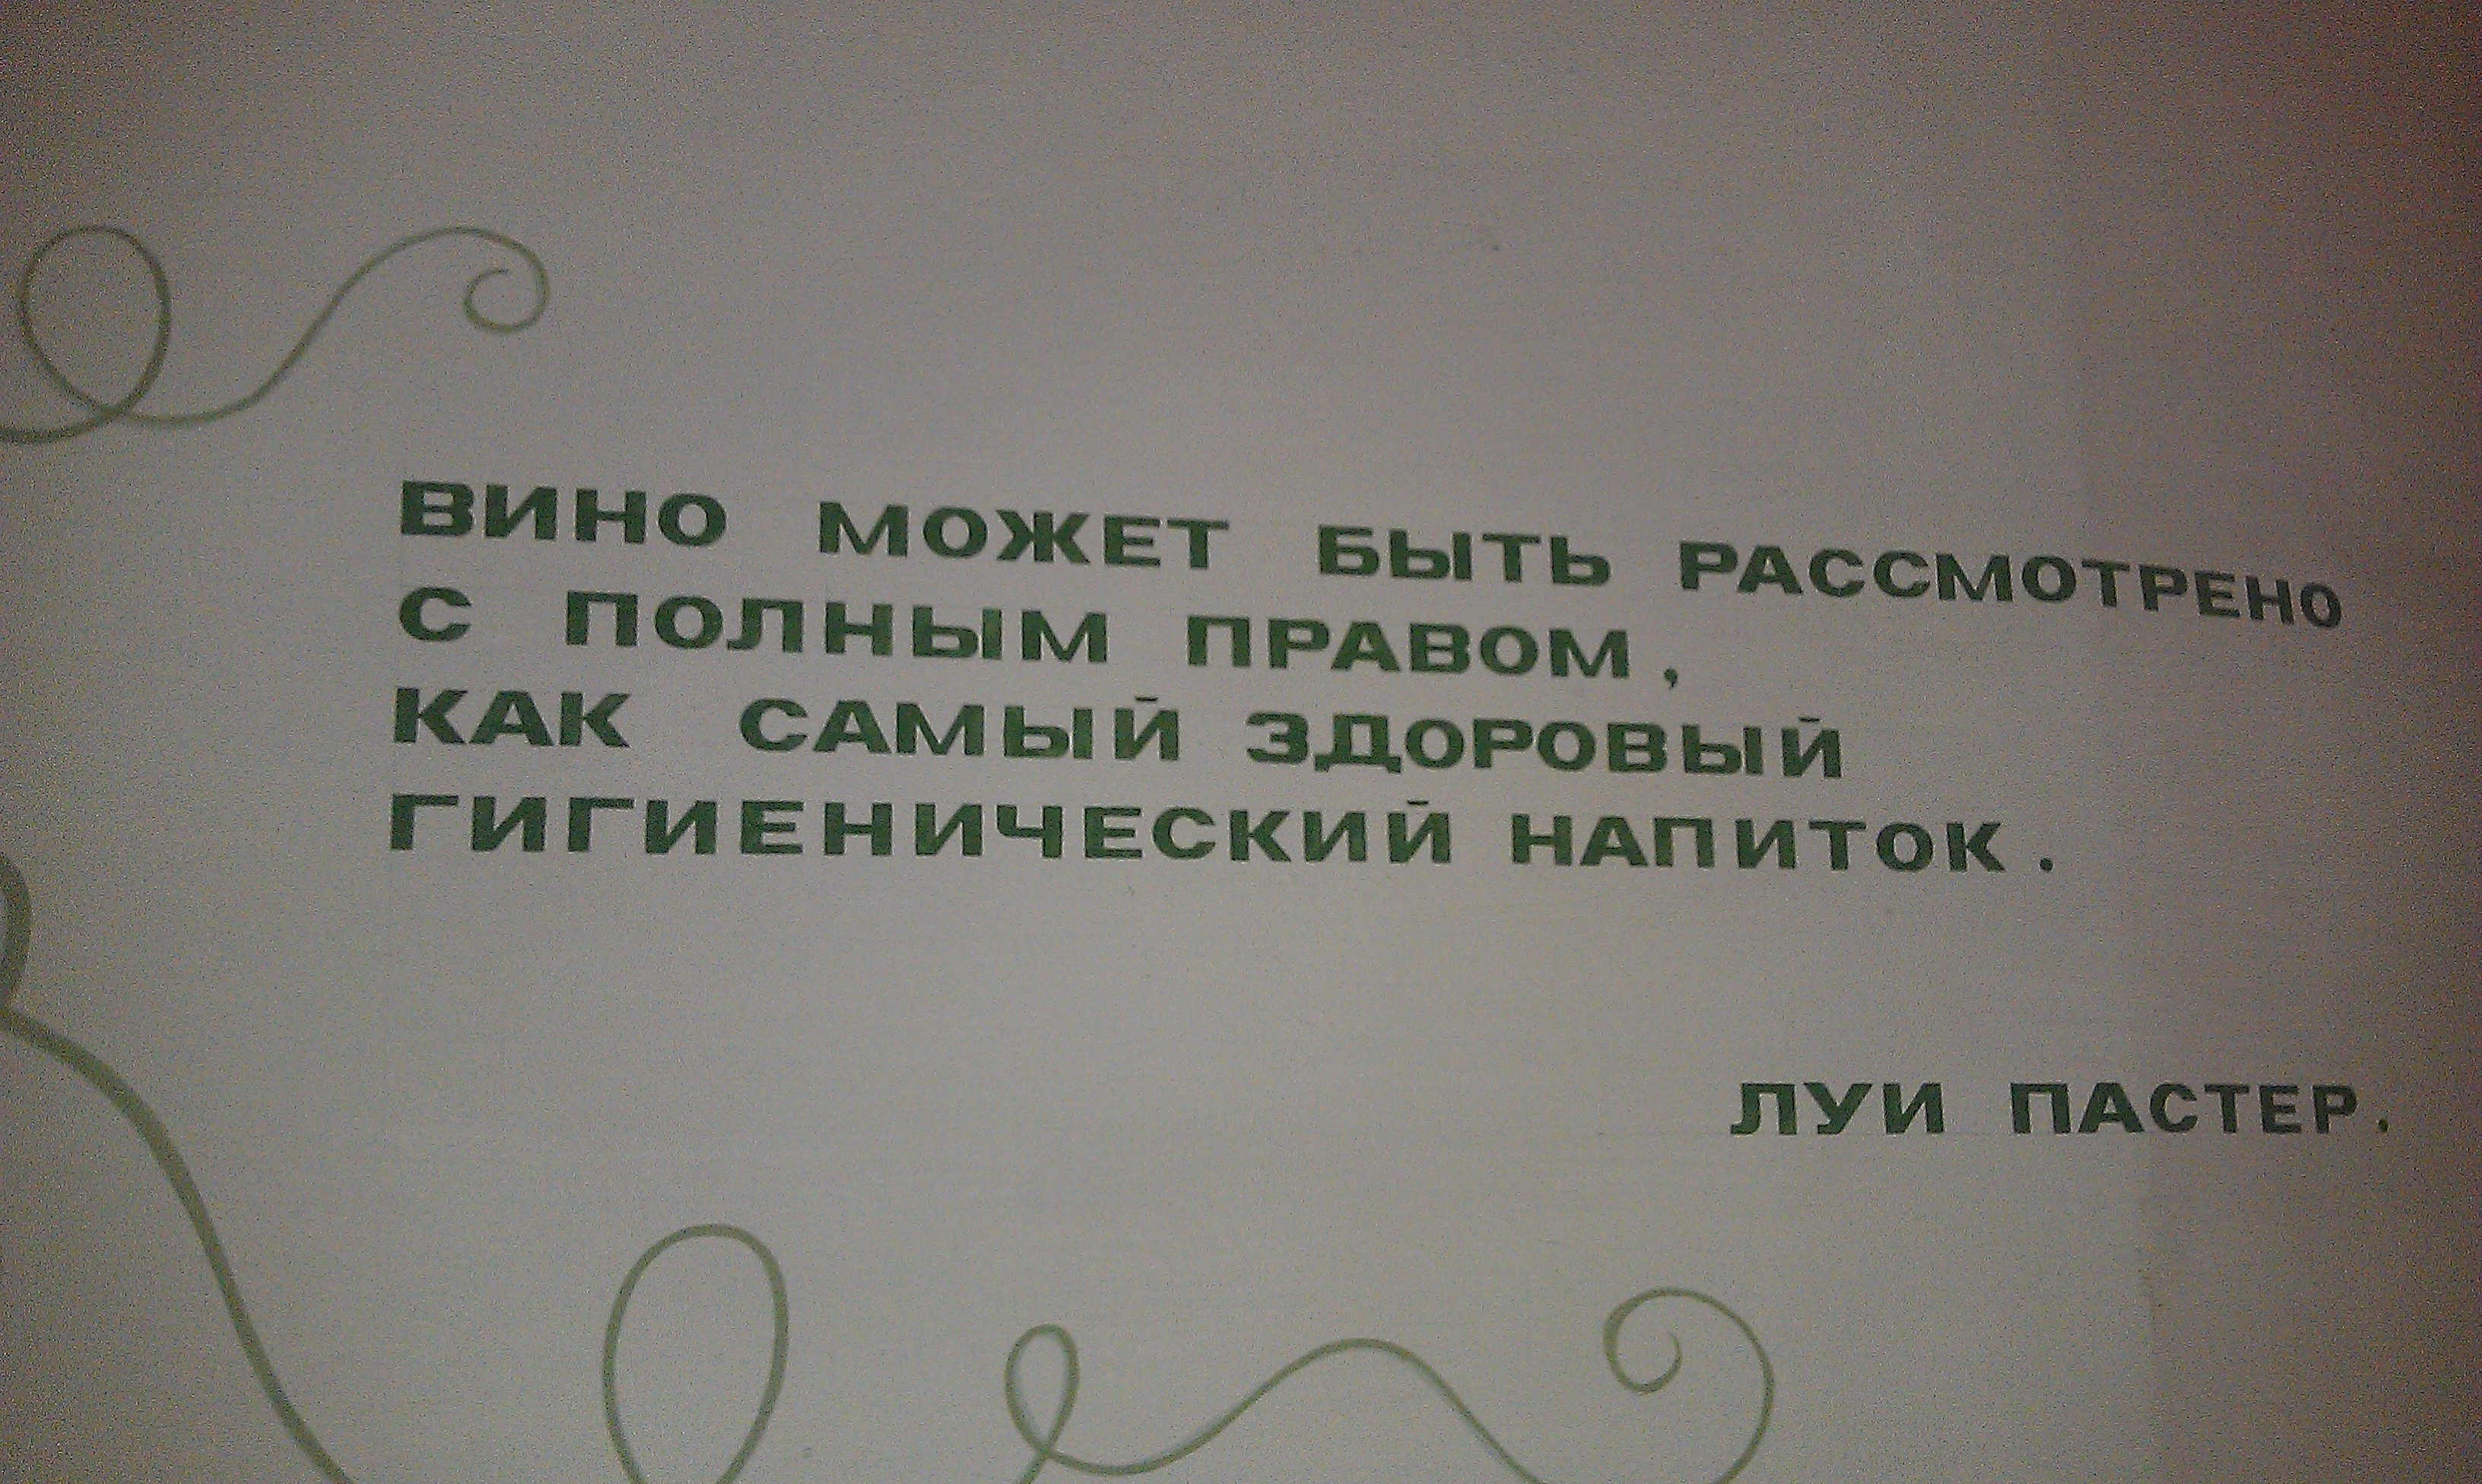 ВИНО МОЖЕТ БЫТЬ РАССМОТРЕНО
С ПОЛНЫМ ПРАВОМ,
КАК САМЫЙ ЗДОРОВЫЙ
ГИГИЕНИЧЕСКИЙ НАПИТОК.
ЛУИ ПАСТЕР.